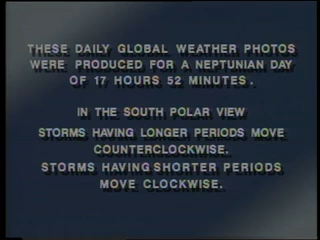 THESE DAILY GLOBAL WEATHER PHOTOS
WERE PRODUCED FOR A NEPTUNIAN DAY
OF 17 HOURS 52 MINUTES.
IN THE SOUTH POLAR VIEW
STORMS HAVING LONGER PERIODS MOVE
COUNTERCLOCKWISE.
STORMS HAVING SHORTER PERIODS
MOVE CLOCKWISE.